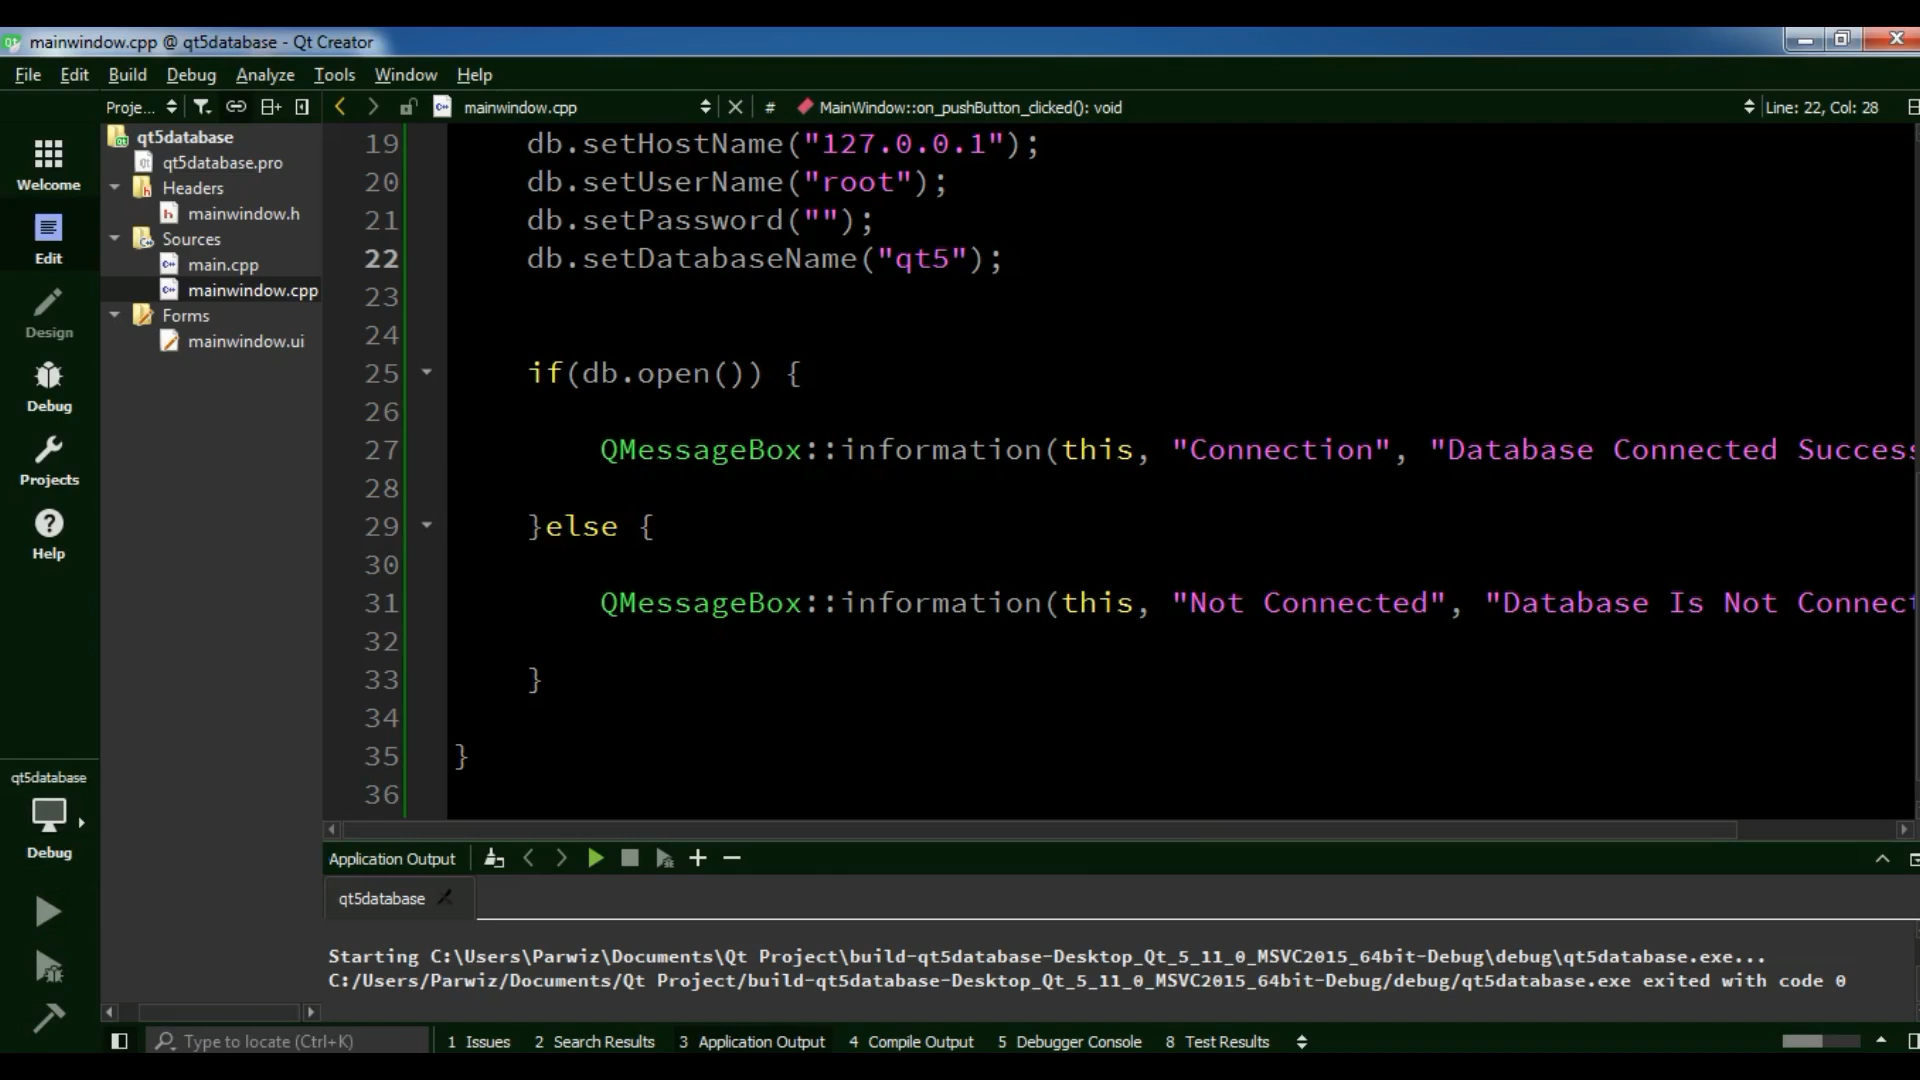 mainwindow.cpp @ qt5database - Qt Creator
File Edit Build Debug Analyze Tools Window Help
Proje... mainwindow.cpp # MainWindow::on_pushButton_clicked(): void Line: 22, Col: 28
Welcome
Edit
Design
Debug
Projects
Help
qt5database
Debug
qt5database
qt5database.pro
Headers
mainwindow.h
Sources
main.cpp
mainwindow.cpp
Forms
mainwindow.ui
19 db.setHostName("127.0.0.1");
20 db.setUserName("root");
21 db.setPassword("");
22 db.setDatabaseName("qt5");
23
24
25 if(db.open()) {
26
27 QMessageBox::information(this, "Connection", "Database Connected Success
28
29 }else {
30
31 QMessageBox::information(this, "Not Connected", "Database Is Not Connect
32
33 }
34
35 }
36
Application Output
qt5database
Starting C:\Users\Parwiz\Documents\Qt Project\build-qt5database-Desktop_Qt_5_11_0_MSVC2015_64bit-Debug\debug\qt5database.exe...
C:/Users/Parwiz/Documents/Qt Project/build-qt5database-Desktop_Qt_5_11_0_MSVC2015_64bit-Debug/debug/qt5database.exe exited with code 0
Type to locate (Ctrl+K) 1 Issues 2 Search Results 3 Application Output 4 Compile Output 5 Debugger Console 8 Test Results